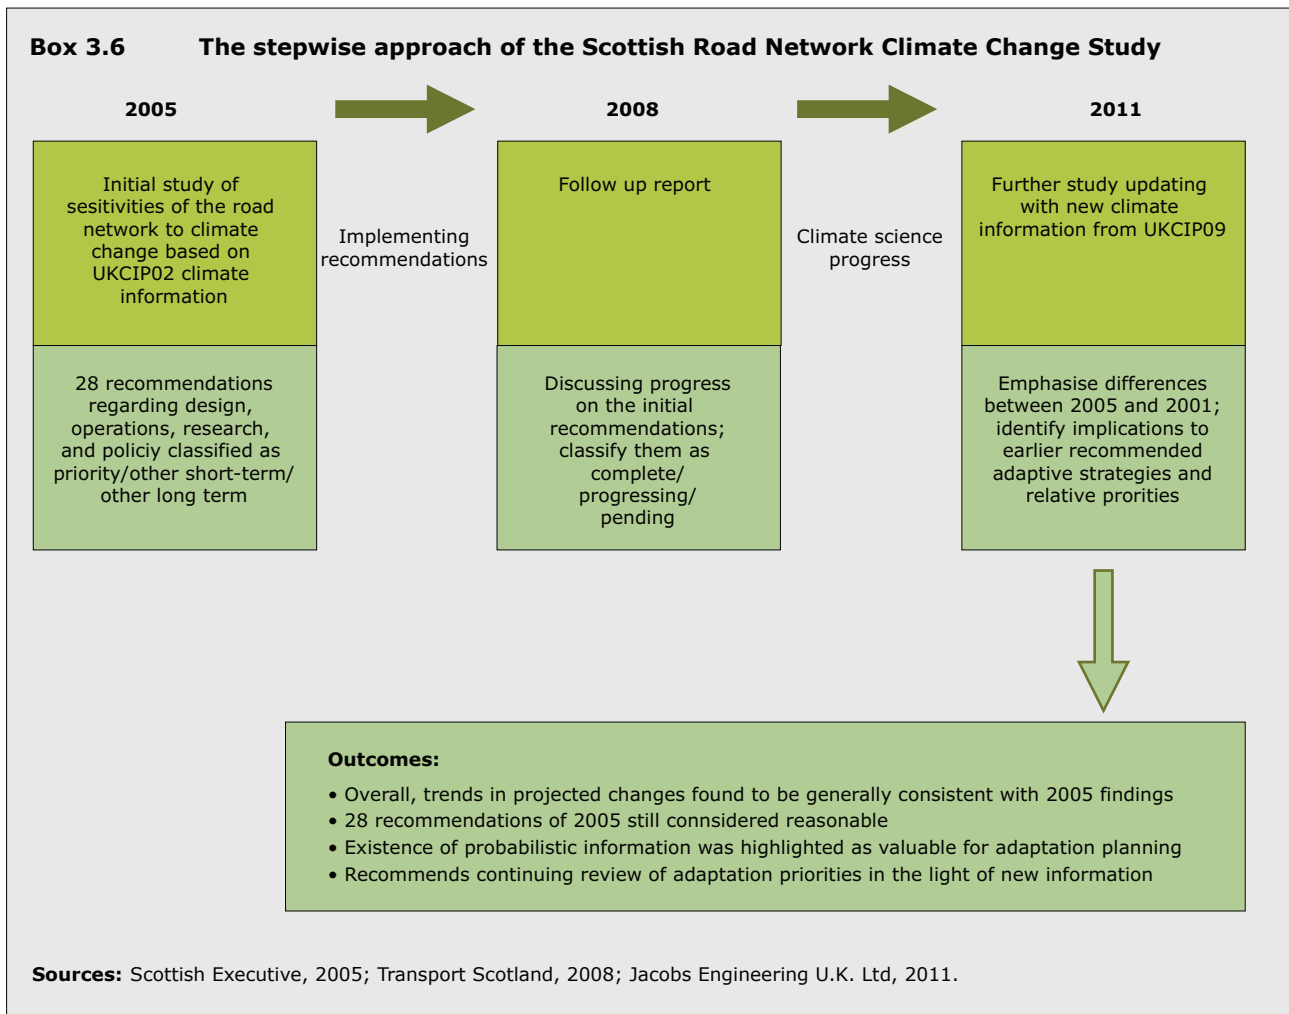 Box 3.6 The stepwise approach of the Scottish Road Network Climate Change Study
2005
2008
2011
Initial study of
sesitivities of the road
network to climate
change based on
UKCIP02 climate
information
Implementing
recommendations
Follow up report
Climate science
progress
Further study updating
with new climate
information from UKCIP09
28 recommendations
regarding design,
operations, research,
and policiy classified as
priority/other short-term/
other long term
Discussing progress
on the initial
recommendations;
classify them as
complete/
progressing/
pending
Emphasise differences
between 2005 and 2001;
identify implications to
earlier recommended
adaptive strategies and
relative prorities
Outcomes:
• Overall, trends in projected changes found to be generally consistent with 2005 findings
• 28 recommendations of 2005 still connsidered reasonable
• Existence of probabilistic information was highlighted as valuable for adaptation planning
• Recommends continuing review of adaptation priorities in the light of new information
Sources: Scottish Executive, 2005; Transport Scotland, 2008; Jacobs Engineering U.K. Ltd, 2011.